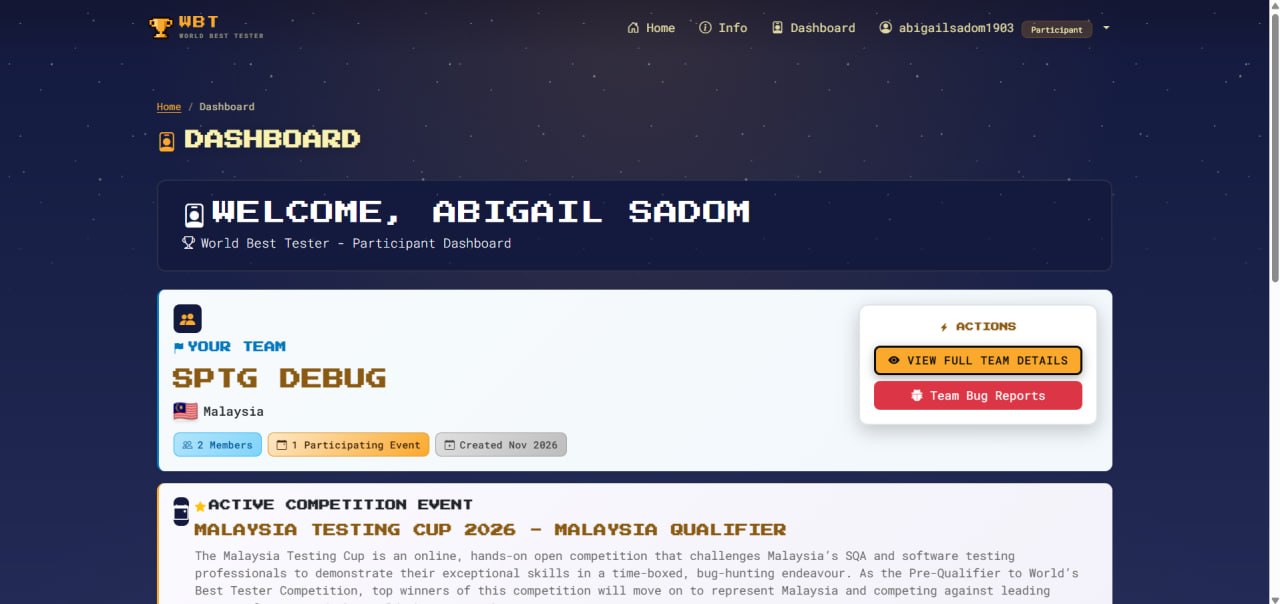 WBT
WORLD BEST TESTER
Home
Info
Dashboard
abigailsadom1903
Participant
Home / Dashboard
DASHBOARD
WELCOME, ABIGAIL SADOM
World Best Tester - Participant Dashboard
YOUR TEAM
SPTG DEBUG
Malaysia
2 Members
1 Participating Event
Created Nov 2026
ACTIONS
VIEW FULL TEAM DETAILS
Team Bug Reports
ACTIVE COMPETITION EVENT
MALAYSIA TESTING CUP 2026 - MALAYSIA QUALIFIER
The Malaysia Testing Cup is an online, hands-on open competition that challenges Malaysia's SQA and software testing
professionals to demonstrate their exceptional skills in a time-boxed, bug-hunting endeavour. As the Pre-Qualifier to World's
Best Tester Competition, top winners of this competition will move on to represent Malaysia and competing against leading